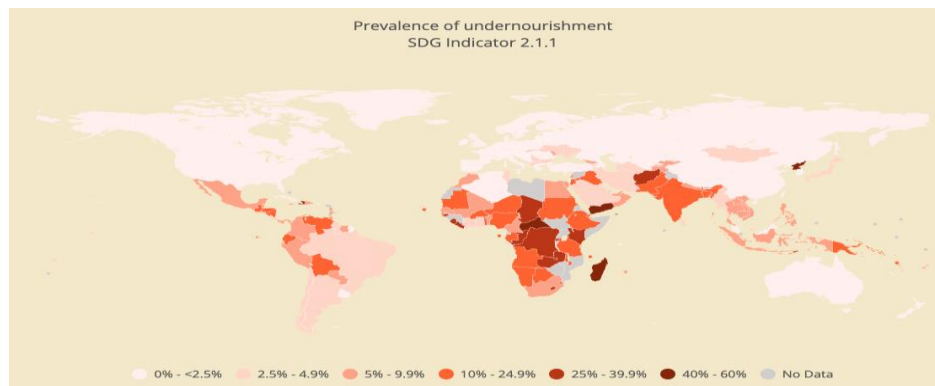 Prevalence of undernourishment
SDG Indicator 2.1.1
0% - <2.5% 2.5% - 4.9% 5% - 9.9% 10% - 24.9% 25% - 39.9% 40% - 60% No Data